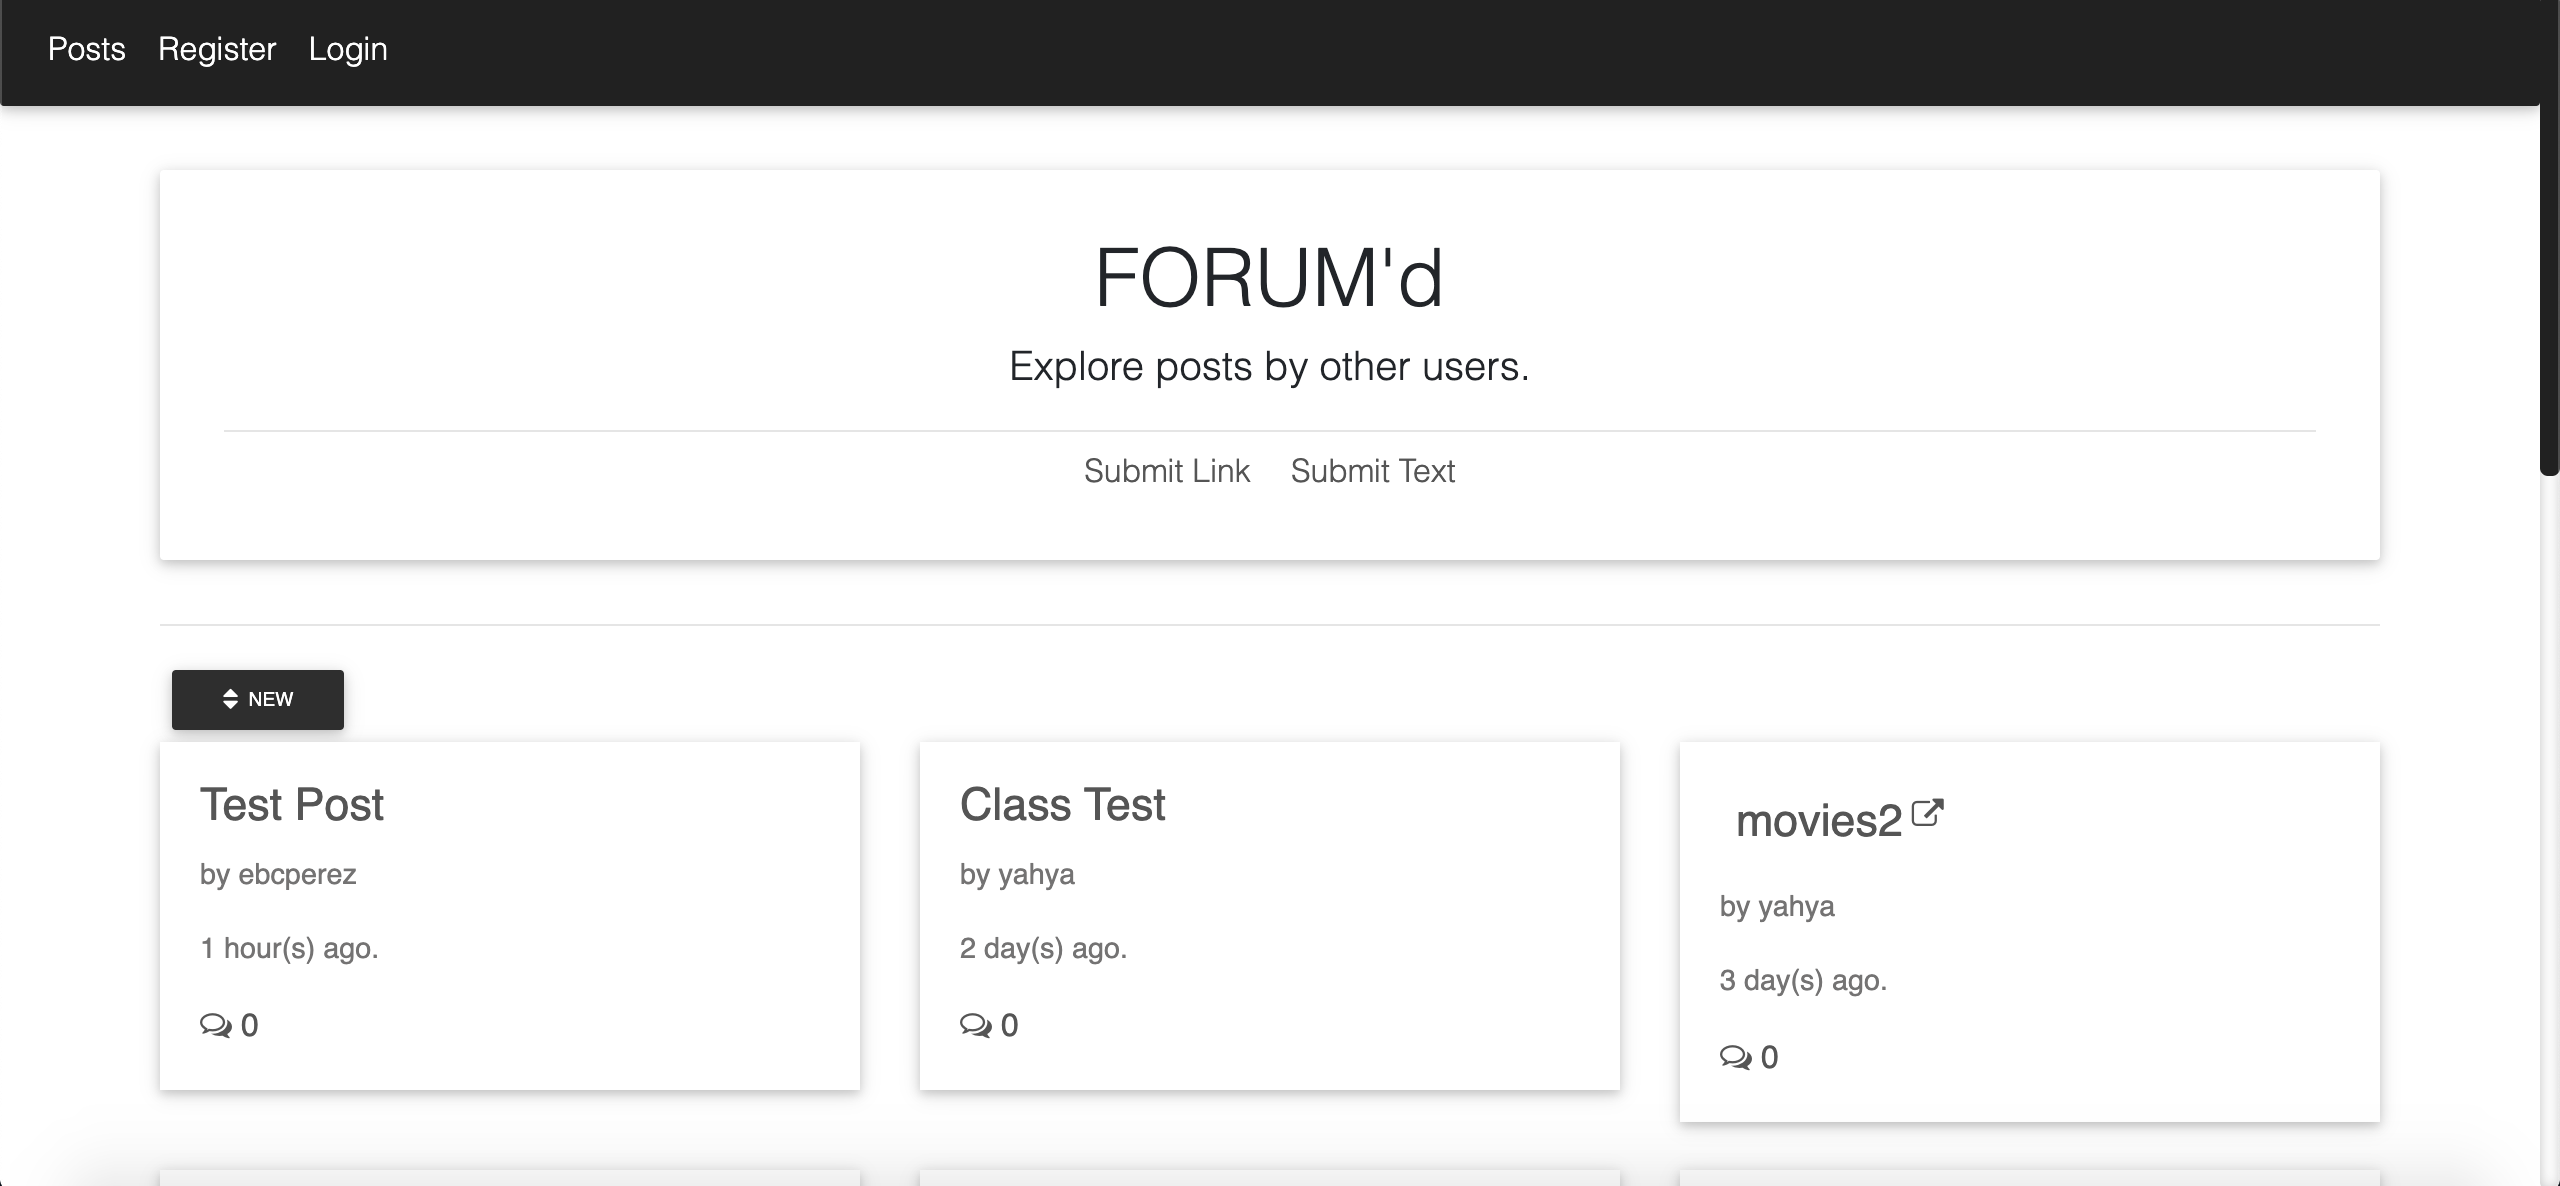 Posts Register Login
FORUM'd
Explore posts by other users.
Submit Link Submit Text
NEW
Test Post
by ebcperez
1 hour(s) ago.
0
Class Test
by yahya
2 day(s) ago.
0
movies2
by yahya
3 day(s) ago.
0